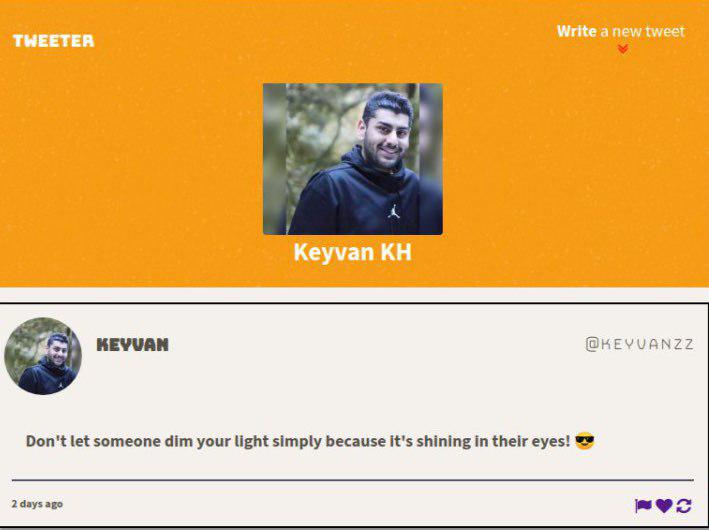 TWEETER
Write a new tweet
Keyvan KH
KEYVAN
@KEYVANZZ
Don't let someone dim your light simply because it's shining in their eyes! 😎
2 days ago